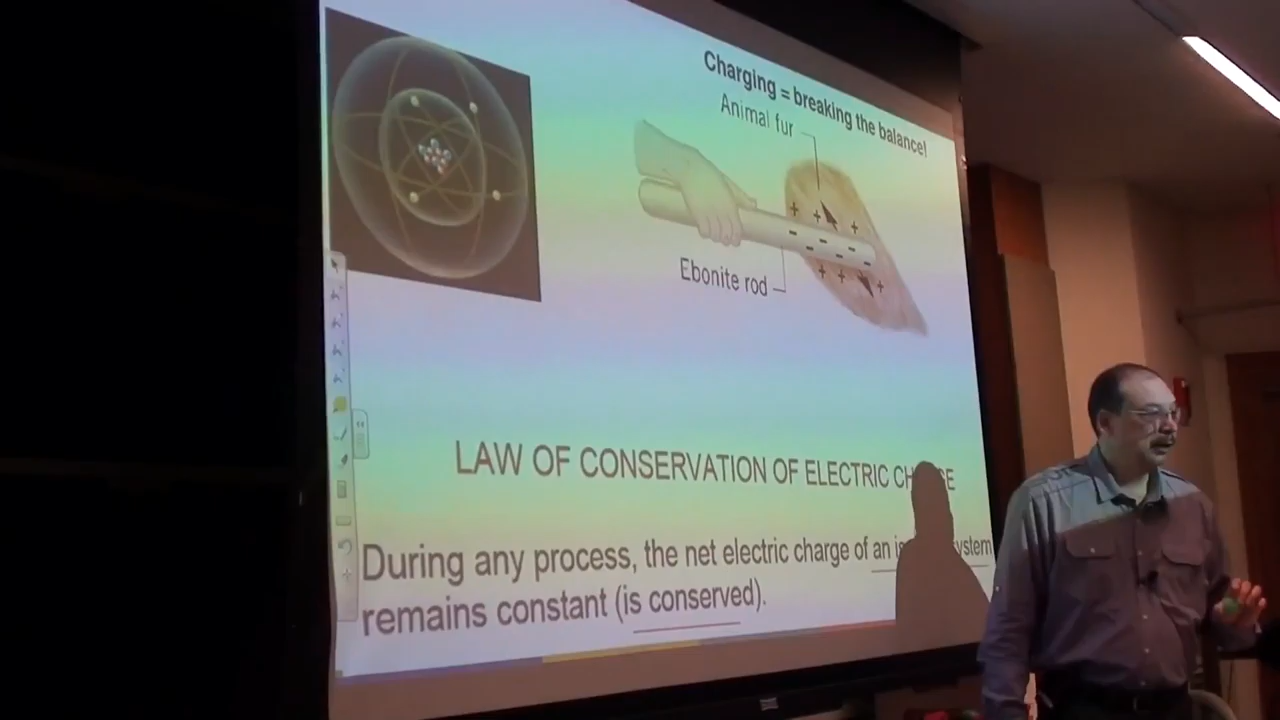 Charging = breaking the balance!
Animal fur
Ebonite rod
LAW OF CONSERVATION OF ELECTRIC
During any process, the net electric charge of an
remains constant (is conserved).